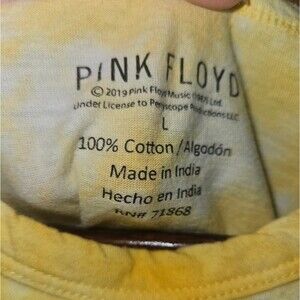 PINK FLOYD
© 2019 Pink Floyd Music (1987) Ltd.
Under License to Periscope Productions LLC
L
100% Cotton / Algodón
Made in India
Hecho en India
RN# 71868